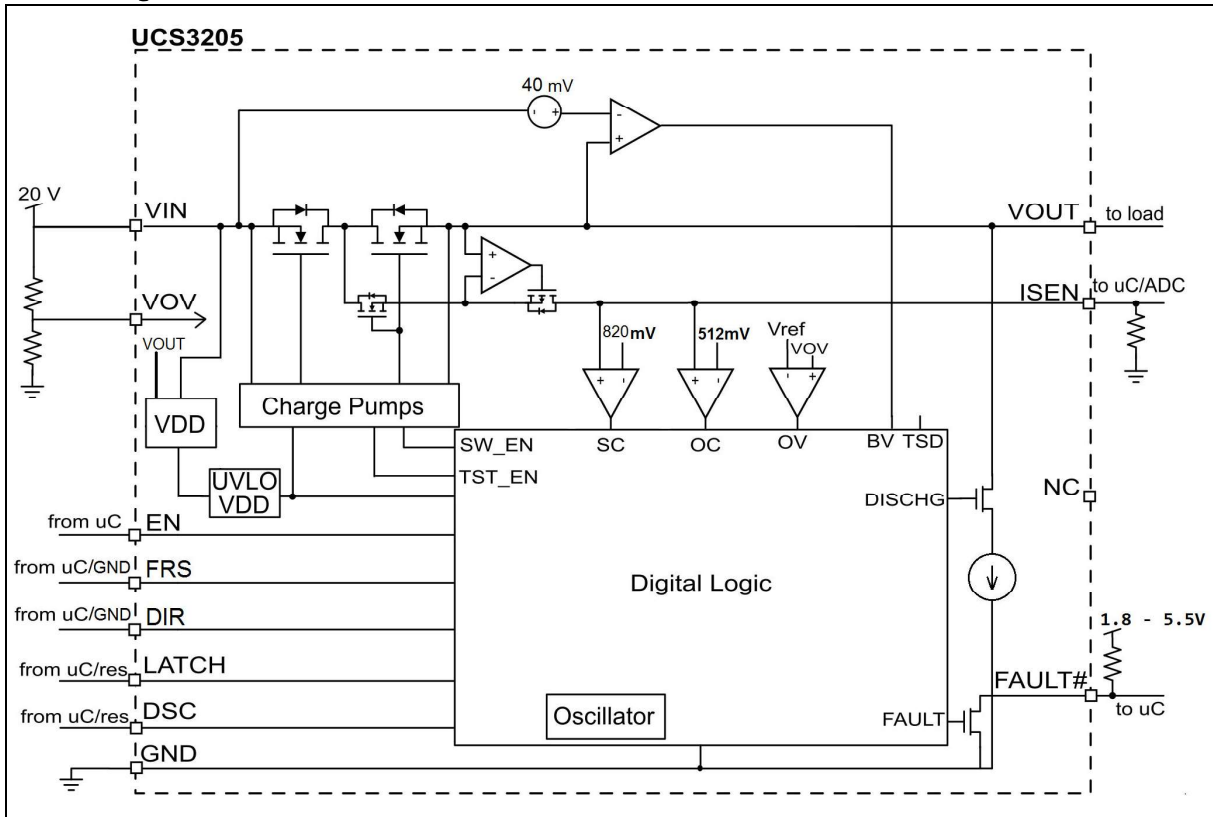 UCS3205
40 mV
-
+
-
+
20 V
VIN
VOUT
to load
+
-
ISEN
to uC/ADC
VOV
VOUT
820mV
512mV
Vref
VOV
+
-
+
-
-
+
VDD
Charge Pumps
SW_EN
SC
OC
OV
BV
TSD
TST_EN
UVLO
VDD
DISCHG
NC
from uC
EN
from uC/GND
FRS
Digital Logic
from uC/GND
DIR
1.8 - 5.5V
from uC/res
LATCH
FAULT#
from uC/res
DSC
Oscillator
FAULT
to uC
GND